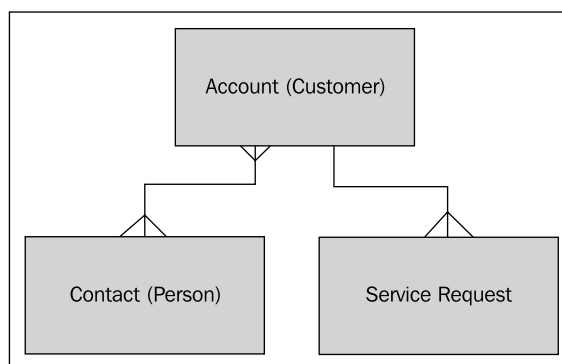 Account (Customer)
Contact (Person)
Service Request